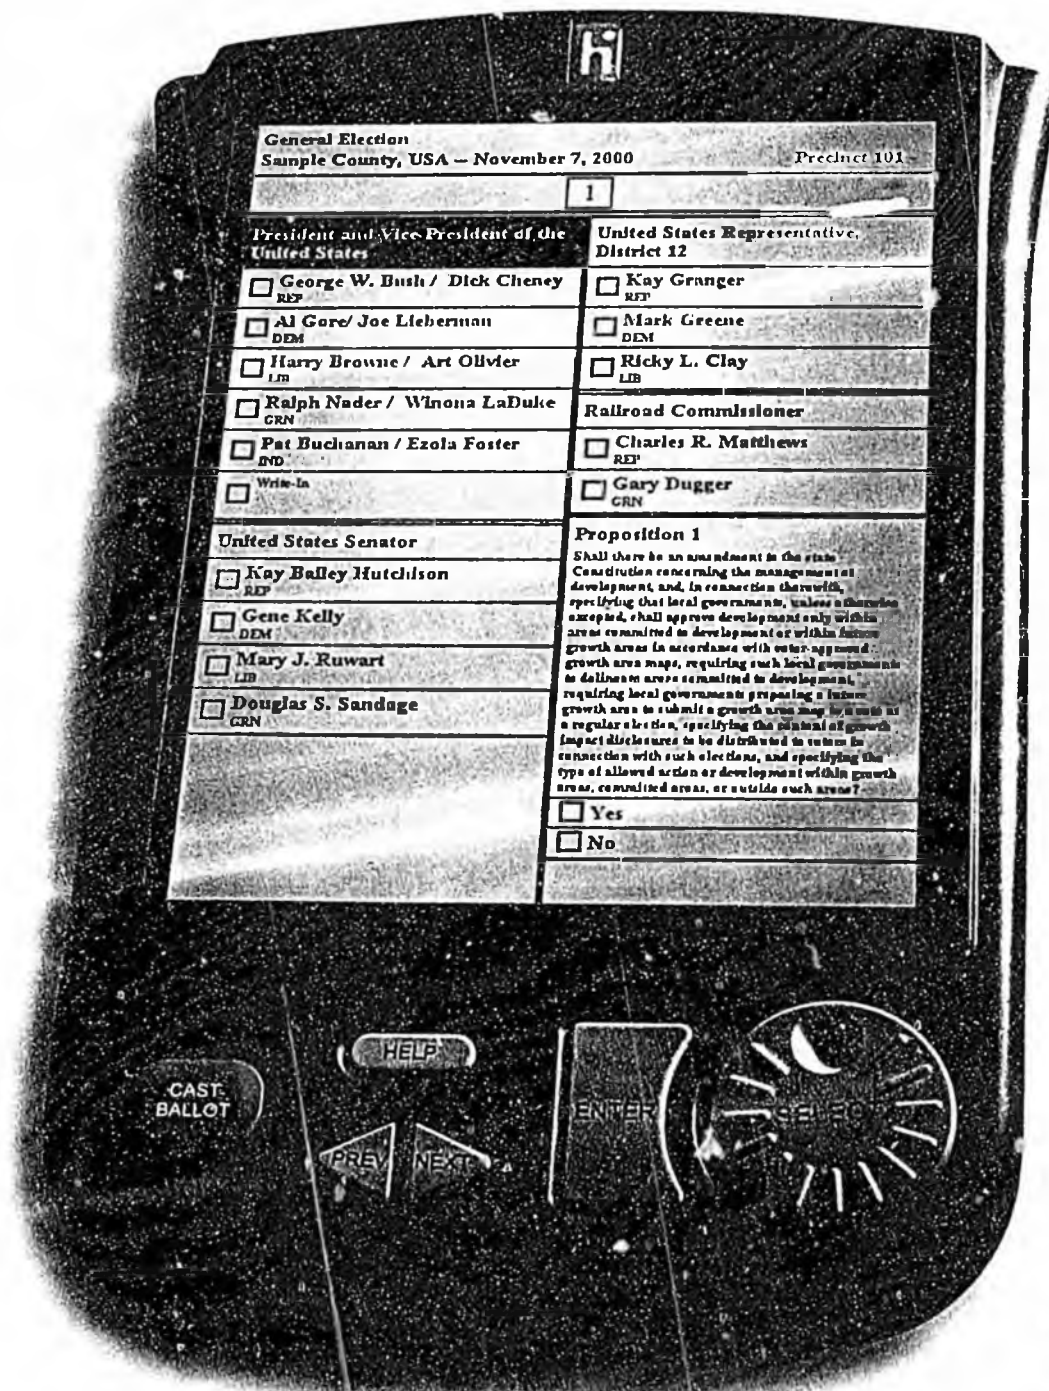 hi
General Election
Sample County, USA – November 7, 2000
Precinct 101
1
President and Vice President of the
United States
George W. Bush / Dick Cheney
REP
Al Gore/ Joe Lieberman
DEM
Harry Browne / Art Olivier
LIB
Ralph Nader / Winona LaDuke
GRN
Pat Buchanan / Ezola Foster
IND
Write-In
United States Senator
Kay Bailey Hutchison
REP
Gene Kelly
DEM
Mary J. Ruwart
LIB
Douglas S. Sandage
GRN
United States Representative,
District 12
Kay Granger
REP
Mark Greene
DEM
Ricky L. Clay
LIB
Railroad Commissioner
Charles R. Matthews
REP
Gary Dugger
GRN
Proposition 1
Shall there be an amendment to the state
Constitution concerning the management of
development, and, in connection therewith,
specifying that local governments, unless otherwise
excepted, shall approve development only within
areas committed to development or within future
growth areas in accordance with voter-approved
growth area maps, requiring such local governments
to delineate areas committed to development,
requiring local governments proposing a future
growth area to submit a growth area map to a vote at
a regular election, specifying the content of growth
impact disclosures to be distributed to voters in
connection with such elections, and specifying the
type of allowed action or development within growth
areas, committed areas, or outside such areas?
Yes
No
CAST
BALLOT
HELP
PREV
NEXT
ENTER
SELECT